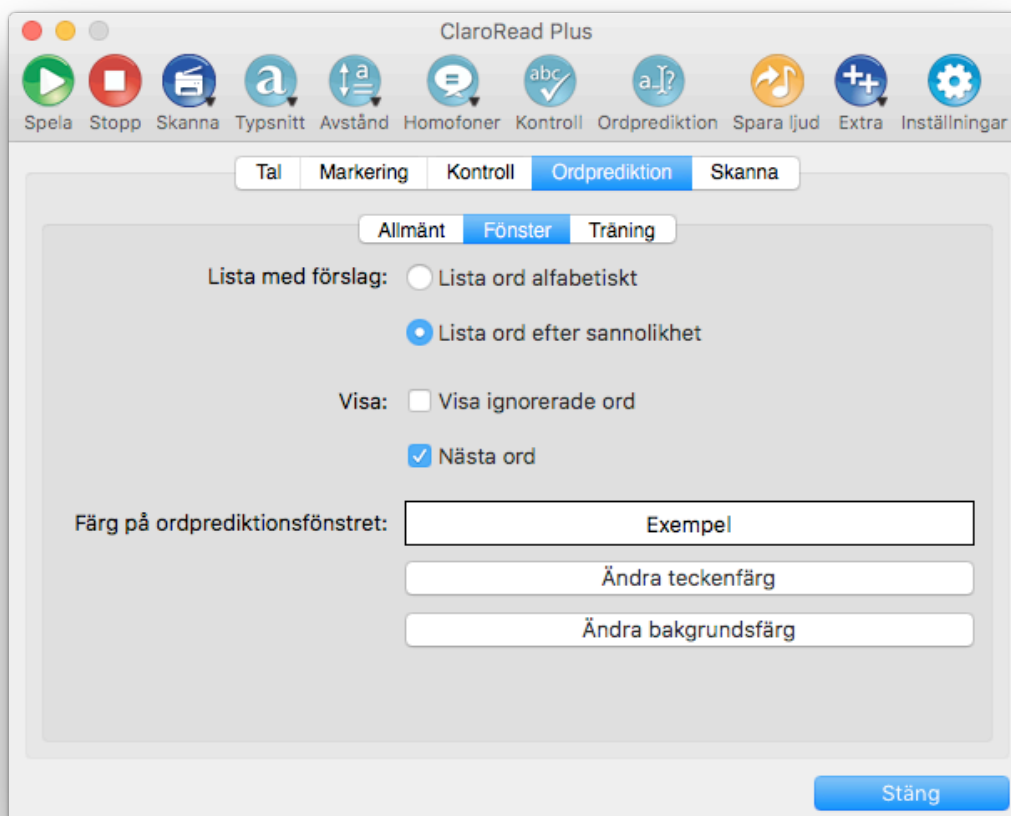 ClaroRead Plus
a a abc a ?
Spela Stopp Skanna Typsnitt Avstånd Homofoner Kontroll Ordprediktion Spara ljud Extra Inställningar
Tal Markering Kontroll Ordprediktion Skanna
Allmänt Fönster Träning
Lista med förslag: Lista ord alfabetiskt
Lista ord efter sannolikhet
Visa: Visa ignorerade ord
Nästa ord
Färg på ordprediktionsfönstret: Exempel
Ändra teckenfärg
Ändra bakgrundsfärg
Stäng